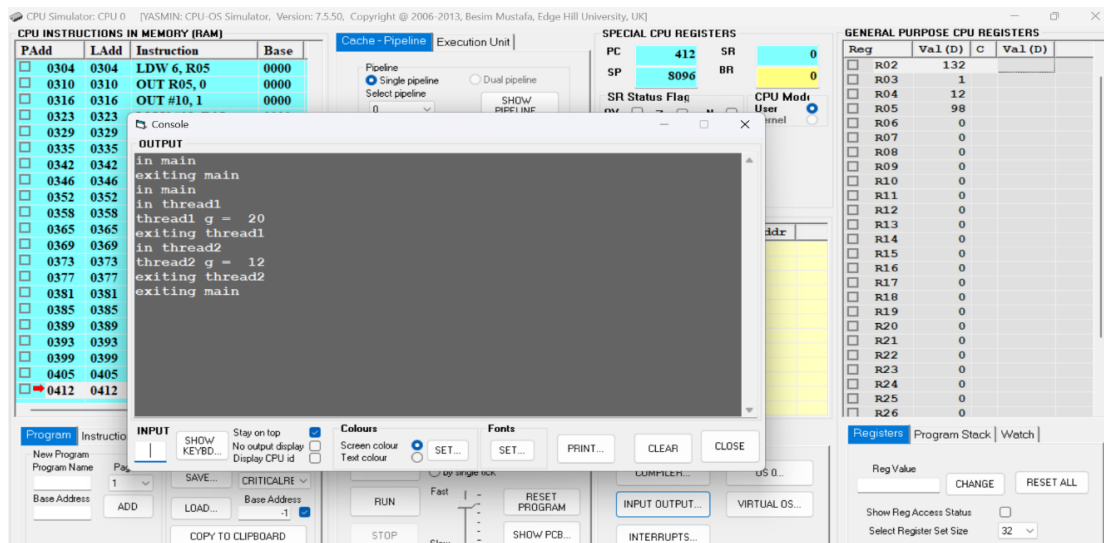 CPU Simulator: CPU 0 [YASMIN: CPU-OS Simulator, Version: 7.5.50, Copyright @ 2006-2013, Besim Mustafa, Edge Hill University, UK]
CPU INSTRUCTIONS IN MEMORY (RAM)
PAdd LAdd Instruction Base
0304 0304 LDW 6, R05 0000
0310 0310 OUT R05, 0 0000
0316 0316 OUT #10, 1 0000
0323 0323
0329 0329
0335 0335
0342 0342
0346 0346
0352 0352
0358 0358
0365 0365
0369 0369
0373 0373
0377 0377
0381 0381
0385 0385
0389 0389
0393 0393
0399 0399
0405 0405
0412 0412
Cache - Pipeline Execution Unit
Pipeline
Single pipeline Dual pipeline
Select pipeline
0
SHOW
PIPELINE
SPECIAL CPU REGISTERS
PC 412 SR 0
SP 8096 BR 0
SR Status Flag
CPU Mode
User
GENERAL PURPOSE CPU REGISTERS
Reg Val (D) C Val (D)
R02 132
R03 1
R04 12
R05 98
R06 0
R07 0
R08 0
R09 0
R10 0
R11 0
R12 0
R13 0
R14 0
R15 0
R16 0
R17 0
R18 0
R19 0
R20 0
R21 0
R22 0
R23 0
R24 0
R25 0
R26 0
Console
OUTPUT
in main
exiting main
in main
in thread1
thread1 g = 20
exiting thread1
in thread2
thread2 g = 12
exiting thread2
exiting main
INPUT
SHOW
KEYBD...
Stay on top
No output display
Display CPU id
Colours
Screen colour
Text colour
SET...
Fonts
SET...
PRINT...
CLEAR
CLOSE
Program
New Program
Program Name
1
Base Address
ADD
SAVE...
CRITICALRE
LOAD...
Base Address
-1
COPY TO CLIPBOARD
by single tick
RUN
Fast
RESET
PROGRAM
STOP
SHOW PCB...
COMPILER...
OS 0...
INPUT OUTPUT...
VIRTUAL OS...
INTERRUPTS...
Registers Program Stack Watch
Reg Value
CHANGE
RESET ALL
Show Reg Access Status
Select Register Set Size 32